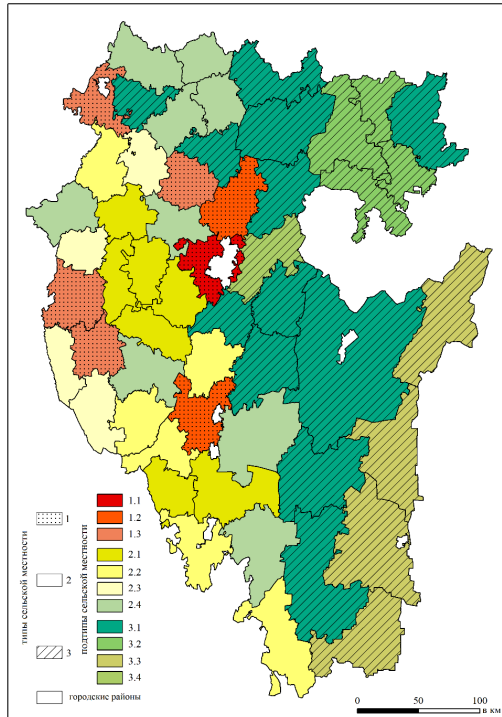 типы сельской местности
1
2
3
городские районы
подтипы сельской местности
1.1
1.2
1.3
2.1
2.2
2.3
2.4
3.1
3.2
3.3
3.4
0 50 100
в км